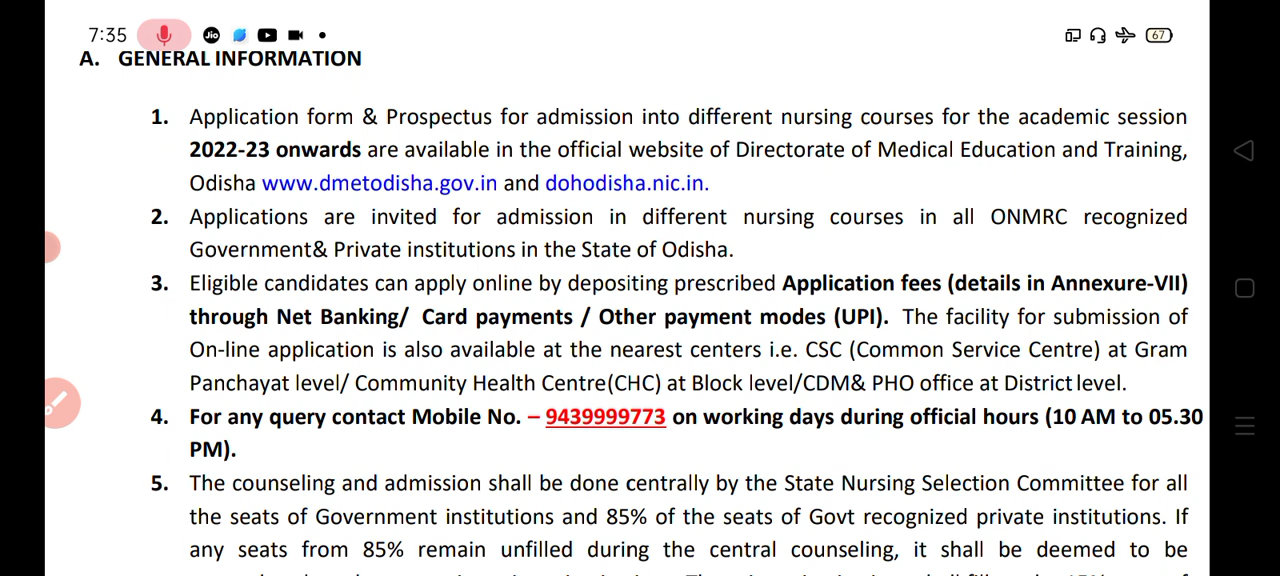 7:35
Jio
67
A. GENERAL INFORMATION
1. Application form & Prospectus for admission into different nursing courses for the academic session
2022-23 onwards are available in the official website of Directorate of Medical Education and Training,
Odisha www.dmetodisha.gov.in and dohodisha.nic.in.
2. Applications are invited for admission in different nursing courses in all ONMRC recognized
Government& Private institutions in the State of Odisha.
3. Eligible candidates can apply online by depositing prescribed Application fees (details in Annexure-VII)
through Net Banking/ Card payments / Other payment modes (UPI). The facility for submission of
On-line application is also available at the nearest centers i.e. CSC (Common Service Centre) at Gram
Panchayat level/ Community Health Centre(CHC) at Block level/CDM& PHO office at District level.
4. For any query contact Mobile No. – 9439999773 on working days during official hours (10 AM to 05.30
PM).
5. The counseling and admission shall be done centrally by the State Nursing Selection Committee for all
the seats of Government institutions and 85% of the seats of Govt recognized private institutions. If
any seats from 85% remain unfilled during the central counseling, it shall be deemed to be